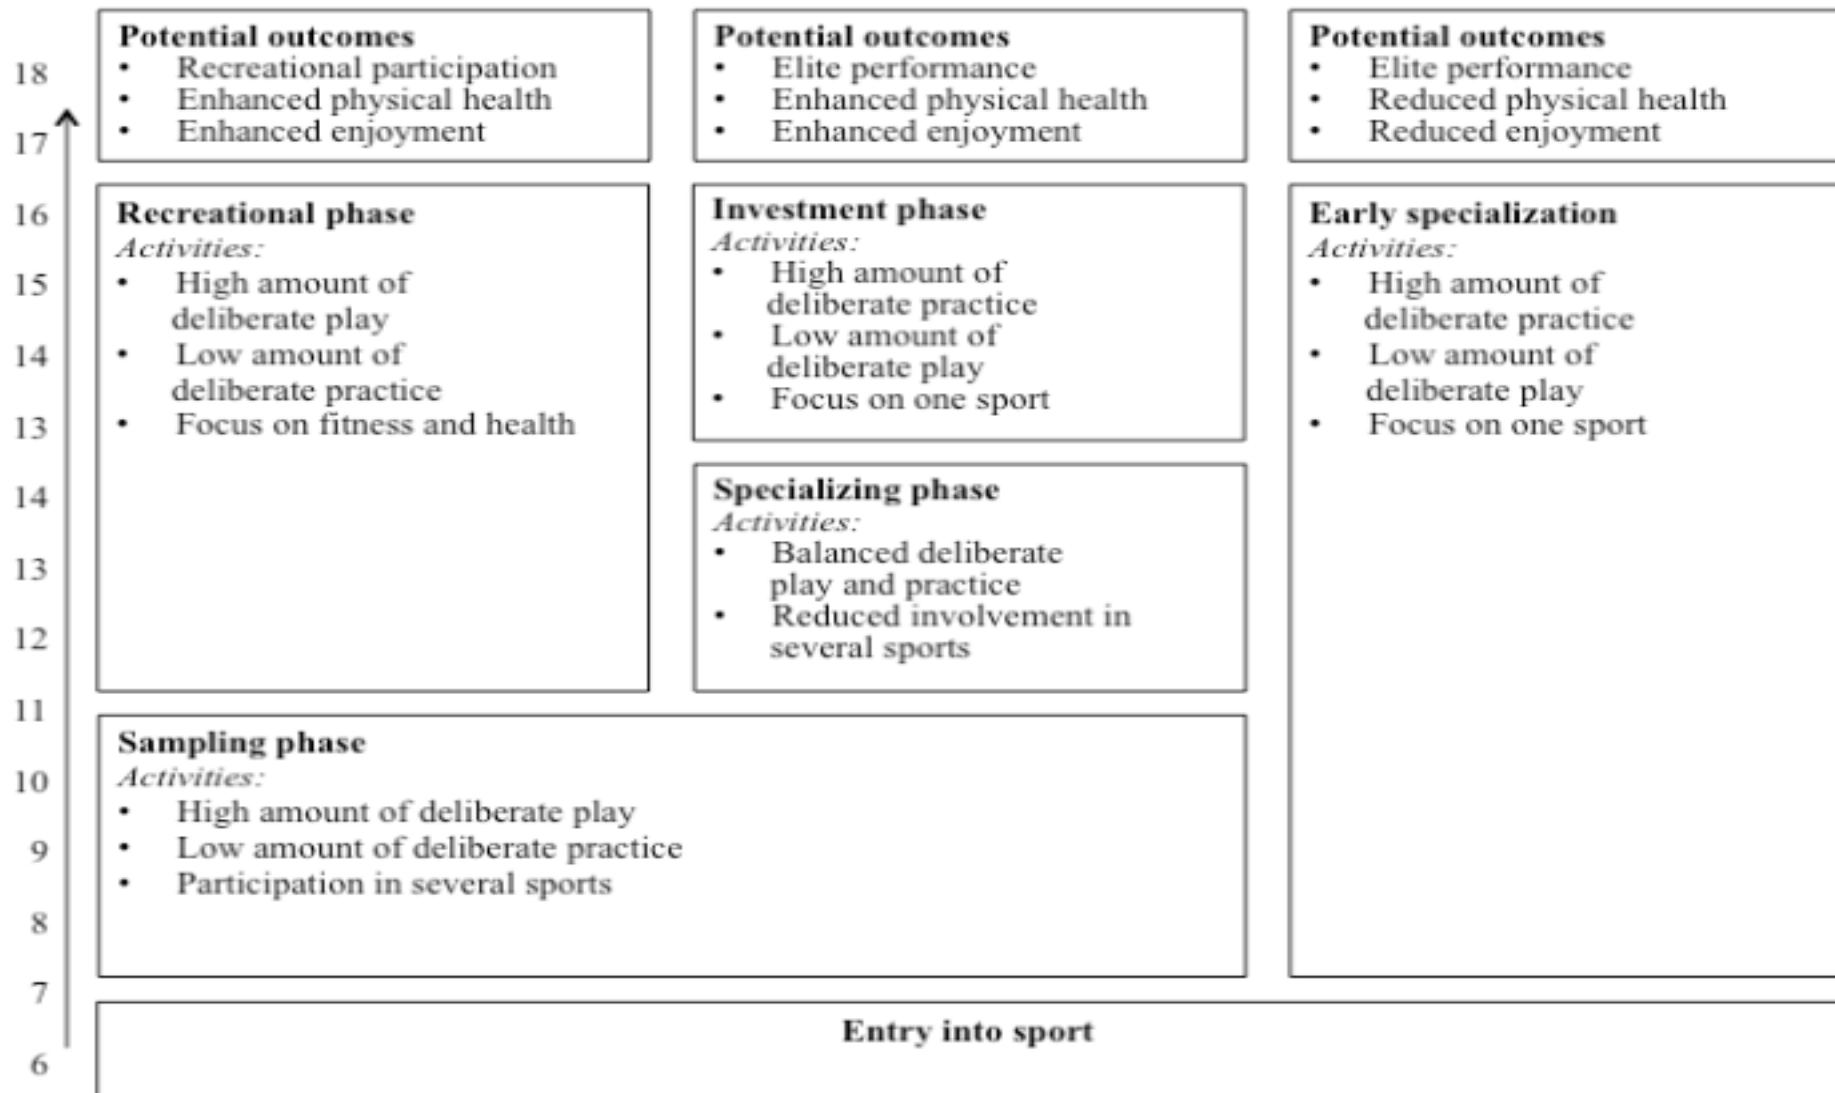 18
17
16
15
14
13
14
13
12
11
10
9
8
7
6
Potential outcomes
• Recreational participation
• Enhanced physical health
• Enhanced enjoyment
Potential outcomes
• Elite performance
• Enhanced physical health
• Enhanced enjoyment
Potential outcomes
• Elite performance
• Reduced physical health
• Reduced enjoyment
Recreational phase
Activities:
• High amount of
deliberate play
• Low amount of
deliberate practice
• Focus on fitness and health
Investment phase
Activities:
• High amount of
deliberate practice
• Low amount of
deliberate play
• Focus on one sport
Early specialization
Activities:
• High amount of
deliberate practice
• Low amount of
deliberate play
• Focus on one sport
Specializing phase
Activities:
• Balanced deliberate
play and practice
• Reduced involvement in
several sports
Sampling phase
Activities:
• High amount of deliberate play
• Low amount of deliberate practice
• Participation in several sports
Entry into sport